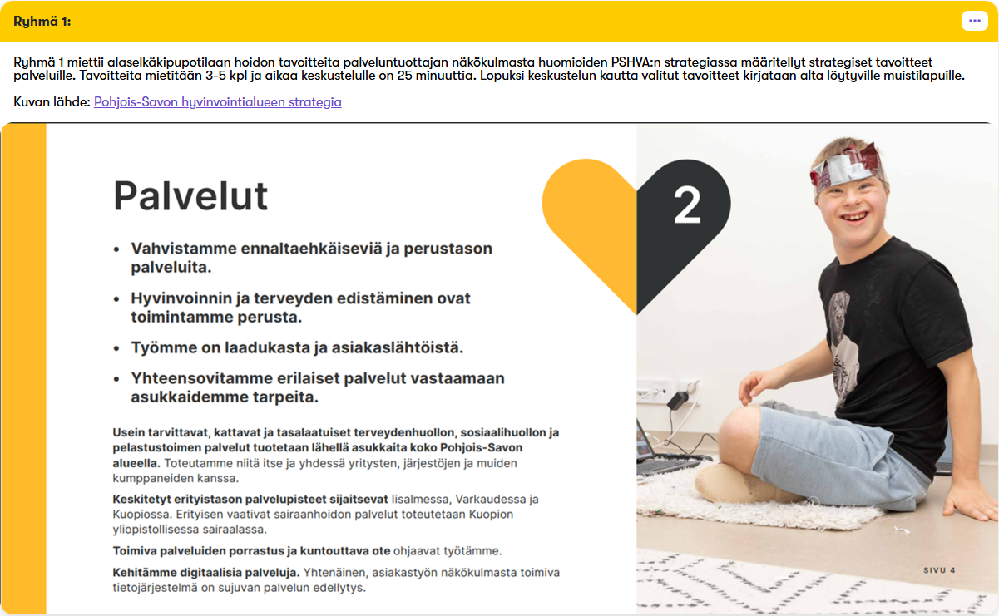 Ryhmä 1:
Ryhmä 1 miettii alaselkäkipupotilaan hoidon tavoitteita palveluntuottajan näkökulmasta huomioiden PSHVA:n strategiassa määritellyt strategiset tavoitteet
palveluille. Tavoitteita mietitään 3-5 kpl ja aikaa keskustelulle on 25 minuuttia. Lopuksi keskustelun kautta valitut tavoitteet kirjataan alta löytyville muistilapuille.
Kuvan lähde: Pohjois-Savon hyvinvointialueen strategia
Palvelut
2
• Vahvistamme ennaltaehkäiseviä ja perustason
palveluita.
• Hyvinvoinnin ja terveyden edistäminen ovat
toimintamme perusta.
• Työmme on laadukasta ja asiakaslähtöistä.
• Yhteensovitamme erilaiset palvelut vastaamaan
asukkaidemme tarpeita.
Usein tarvittavat, kattavat ja tasalaatuiset terveydenhuollon, sosiaalihuollon ja
pelastustoimen palvelut tuotetaan lähellä asukkaita koko Pohjois-Savon
alueella. Toteutamme niitä itse ja yhdessä yritysten, järjestöjen ja muiden
kumppaneiden kanssa.
Keskitetyt erityistason palvelupisteet sijaitsevat Iisalmessa, Varkaudessa ja
Kuopiossa. Erityisen vaativat sairaanhoidon palvelut toteutetaan Kuopion
yliopistollisessa sairaalassa.
Toimiva palveluiden porrastus ja kuntouttava ote ohjaavat työtämme.
Kehitämme digitaalisia palveluja. Yhtenäinen, asiakastyön näkökulmasta toimiva
tietojärjestelmä on sujuvan palvelun edellytys.
SIVU 4